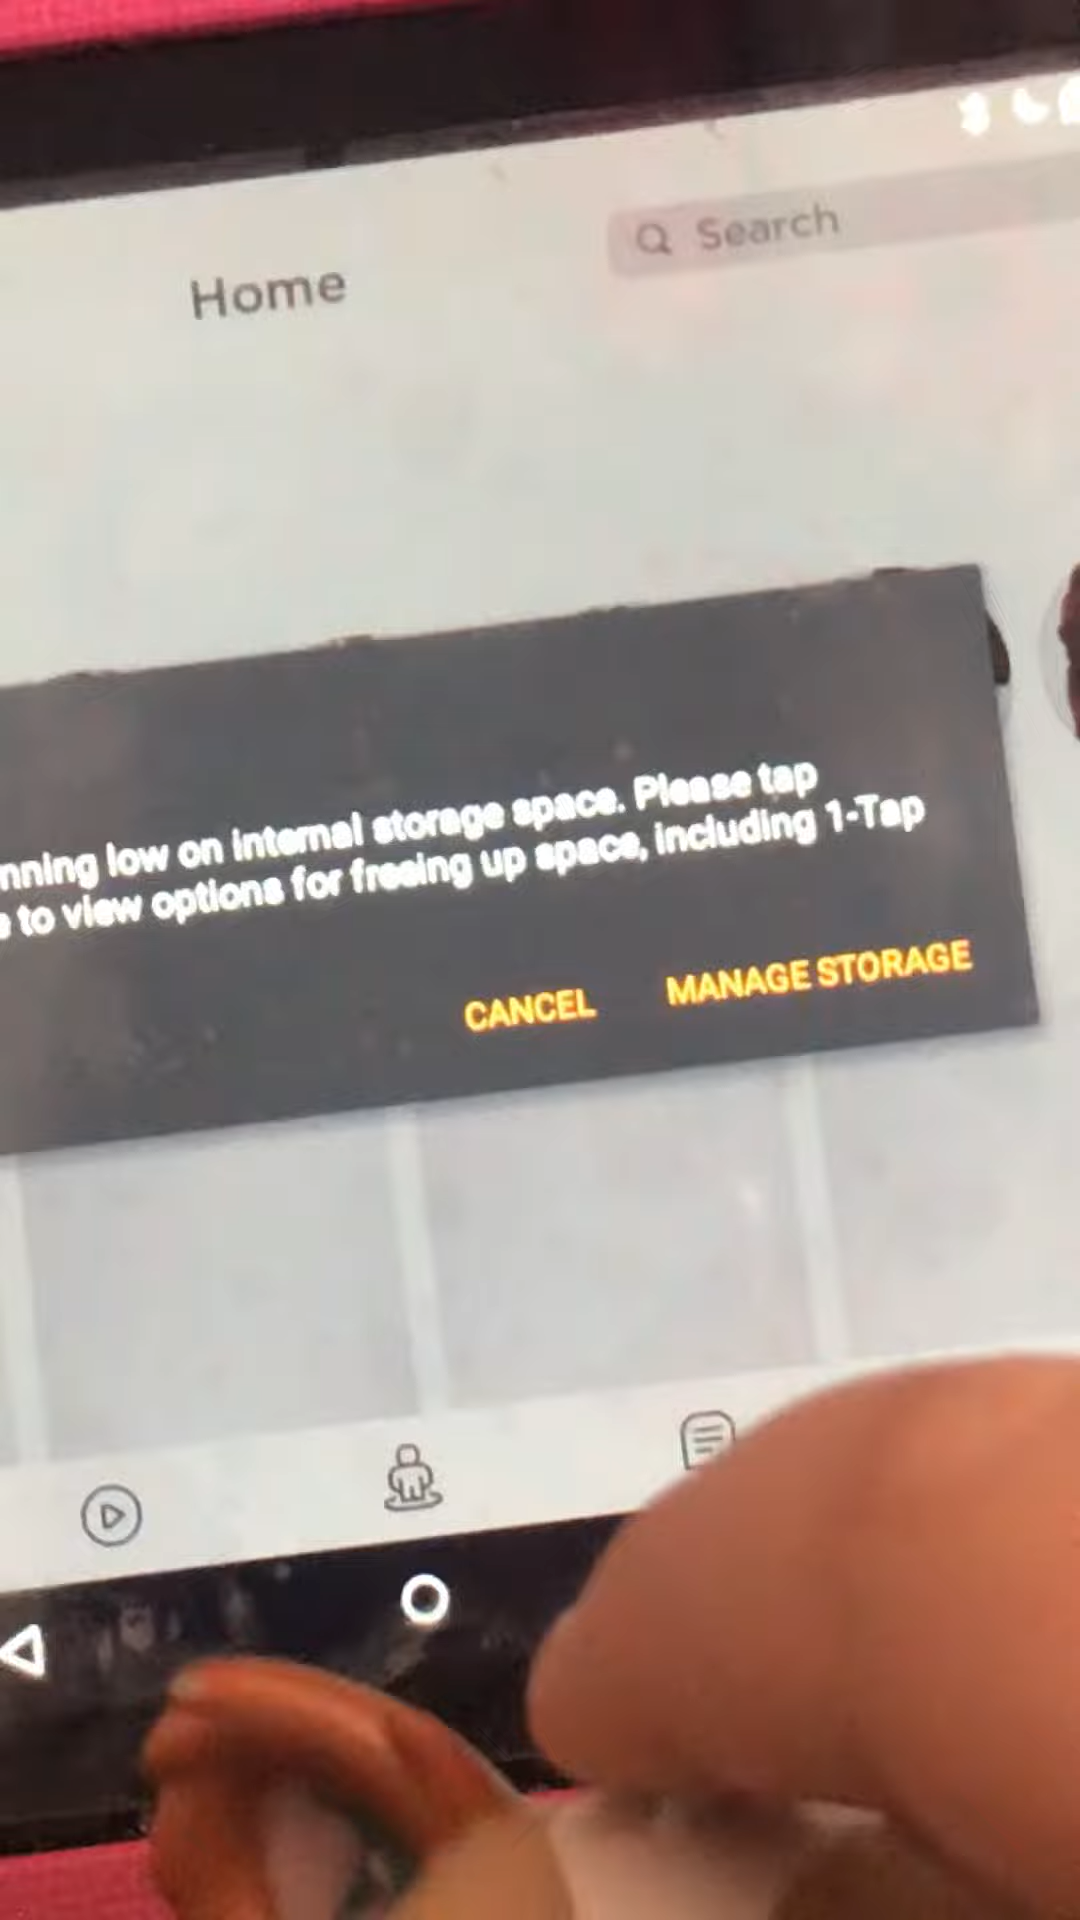 Search
Home
nning low on internal storage space. Please tap
e to view options for freeing up space, including 1-Tap
CANCEL MANAGE STORAGE